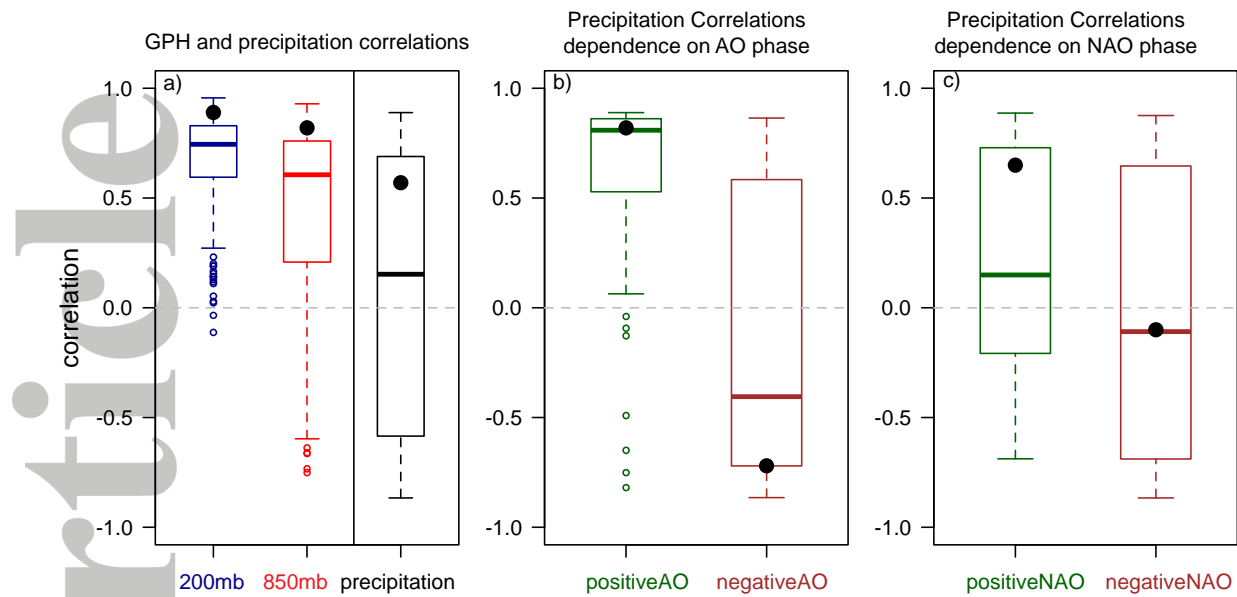 GPH and precipitation correlations
Precipitation Correlations
dependence on AO phase
Precipitation Correlations
dependence on NAO phase
a)
b)
c)
correlation
1.0
0.5
0.0
-0.5
-1.0
200mb
850mb
precipitation
1.0
0.5
0.0
-0.5
-1.0
positiveAO
negativeAO
1.0
0.5
0.0
-0.5
-1.0
positiveNAO
negativeNAO
rticle